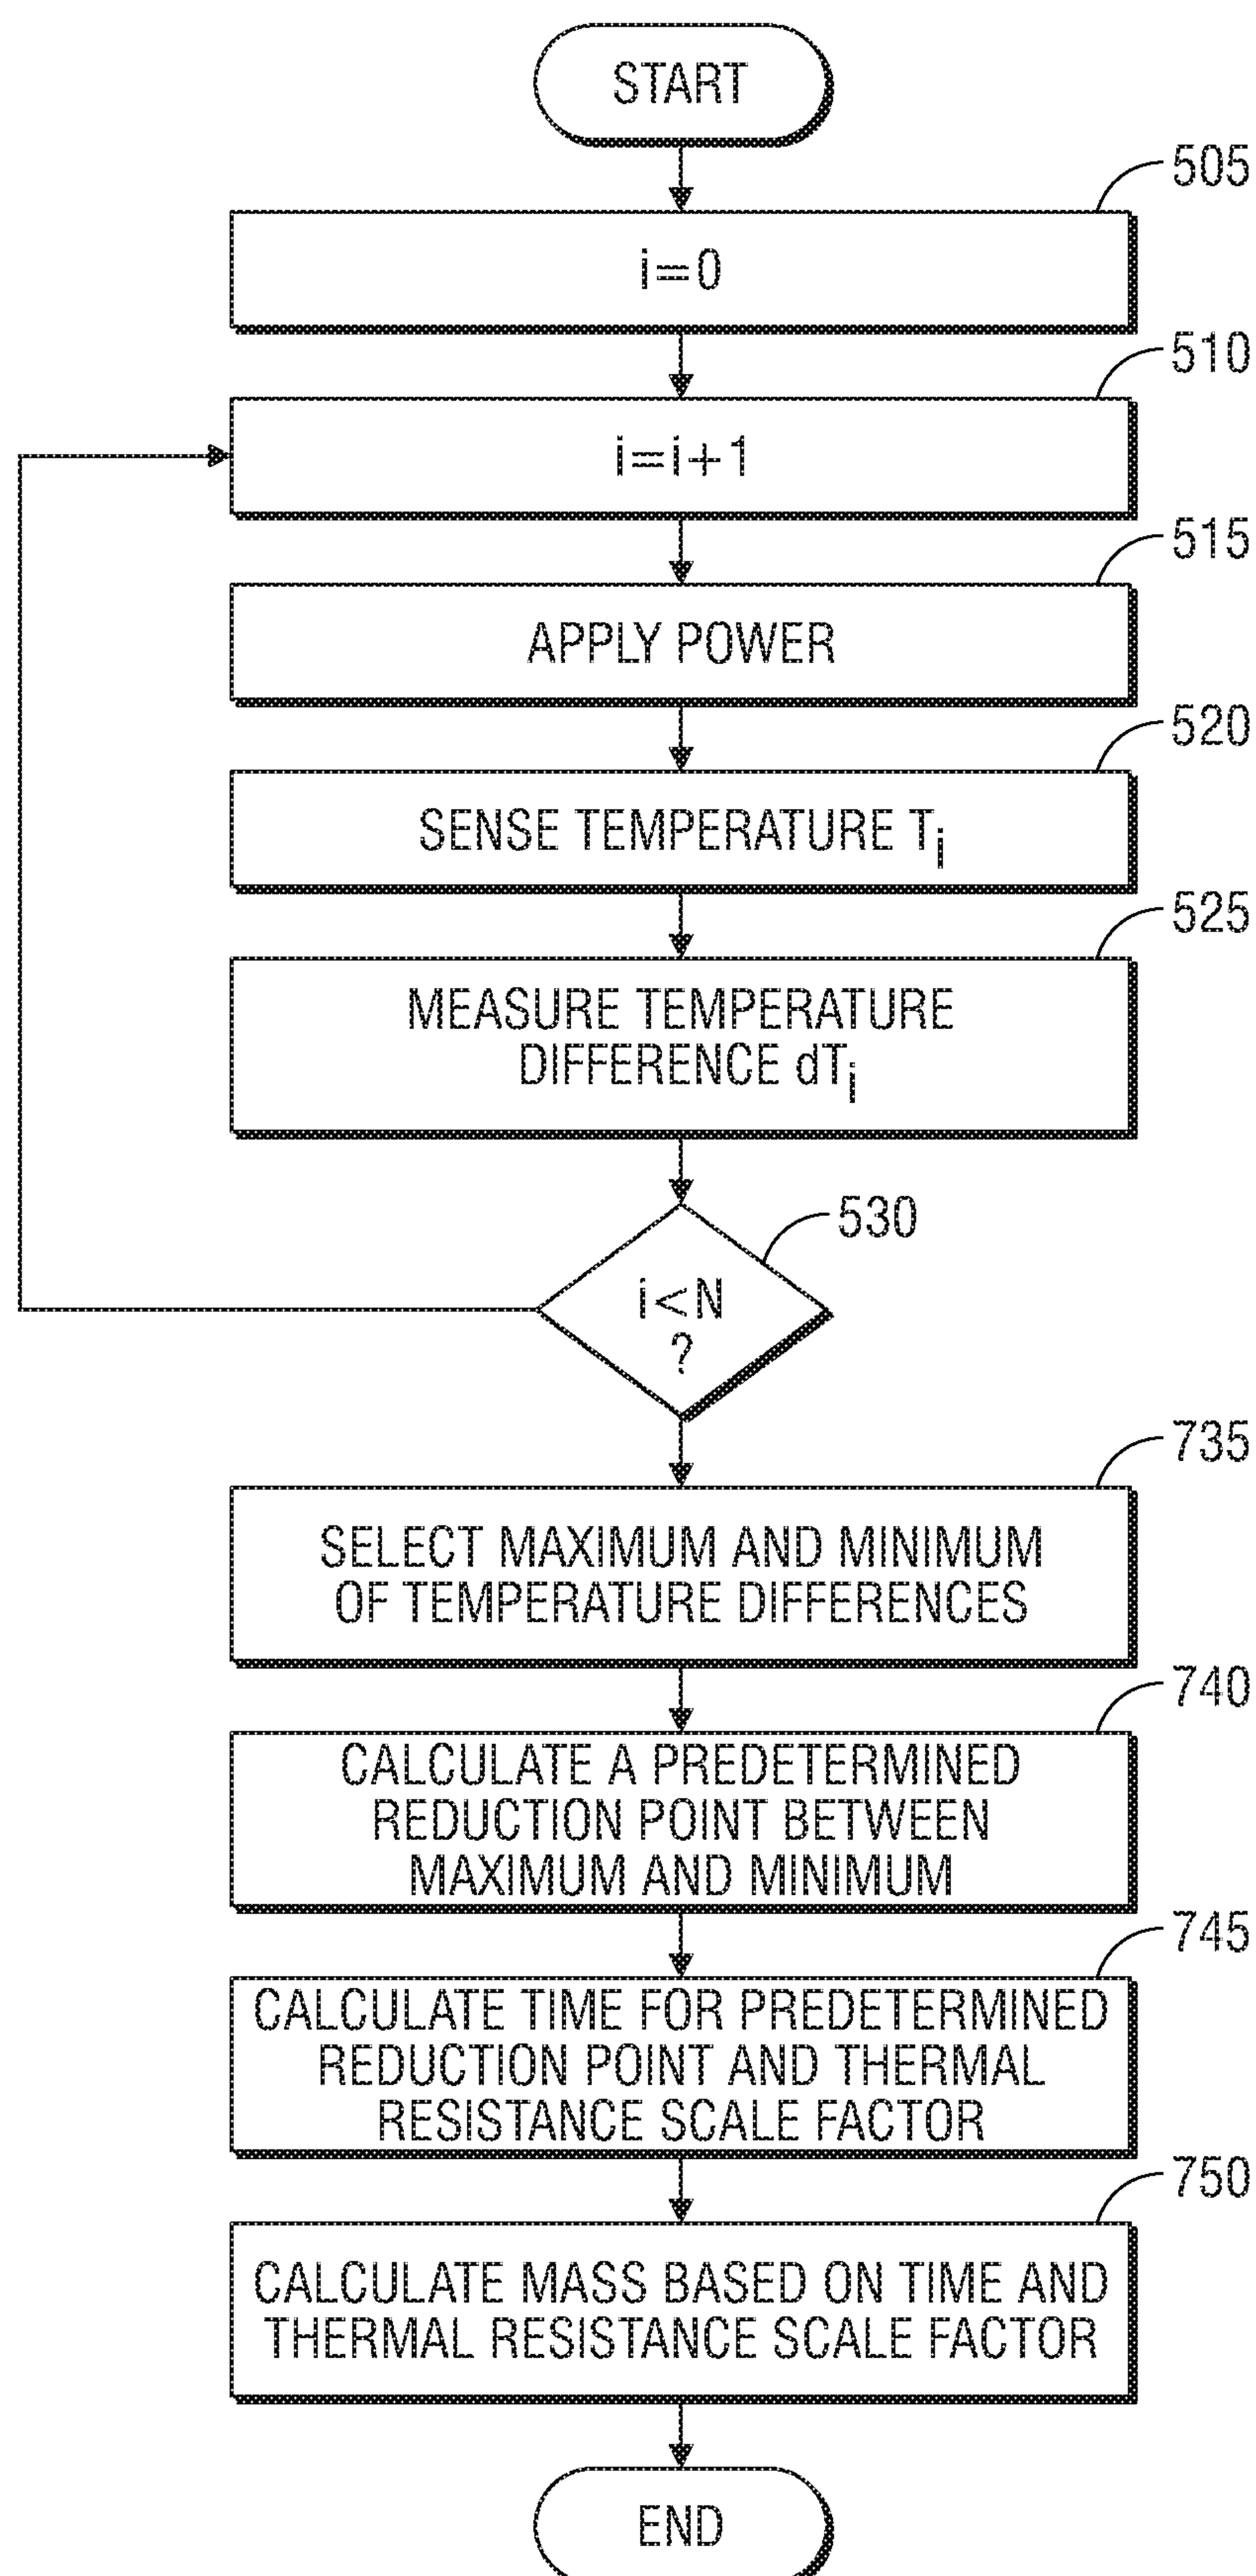 START
505
i=0
510
i=i+1
515
APPLY POWER
520
SENSE TEMPERATURE Ti
525
MEASURE TEMPERATURE
DIFFERENCE dTi
530
i<N
?
735
SELECT MAXIMUM AND MINIMUM
OF TEMPERATURE DIFFERENCES
740
CALCULATE A PREDETERMINED
REDUCTION POINT BETWEEN
MAXIMUM AND MINIMUM
745
CALCULATE TIME FOR PREDETERMINED
REDUCTION POINT AND THERMAL
RESISTANCE SCALE FACTOR
750
CALCULATE MASS BASED ON TIME AND
THERMAL RESISTANCE SCALE FACTOR
END